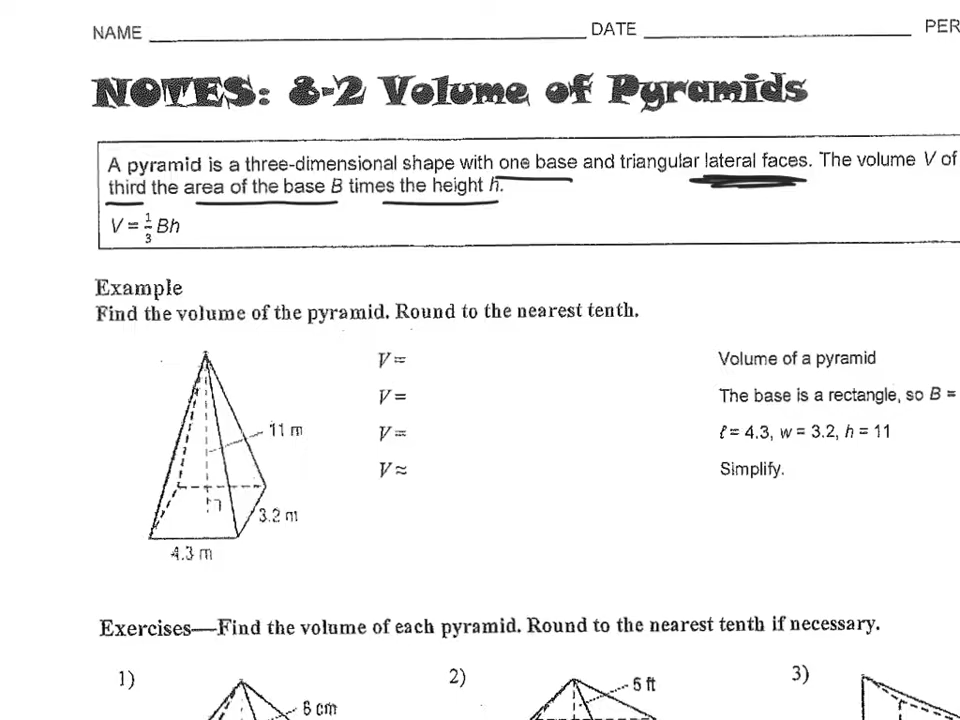 NAME DATE PER
NOTES: 8-2 Volume of Pyramids
A pyramid is a three-dimensional shape with one base and triangular lateral faces. The volume V of
third the area of the base B times the height h.
V = 1/3 Bh
Example
Find the volume of the pyramid. Round to the nearest tenth.
V = Volume of a pyramid
V = The base is a rectangle, so B =
11 m
V = ℓ = 4.3, w = 3.2, h = 11
V ≈ Simplify.
3.2 m
4.3 m
Exercises—Find the volume of each pyramid. Round to the nearest tenth if necessary.
1) 2) 3)
6 cm 5 ft